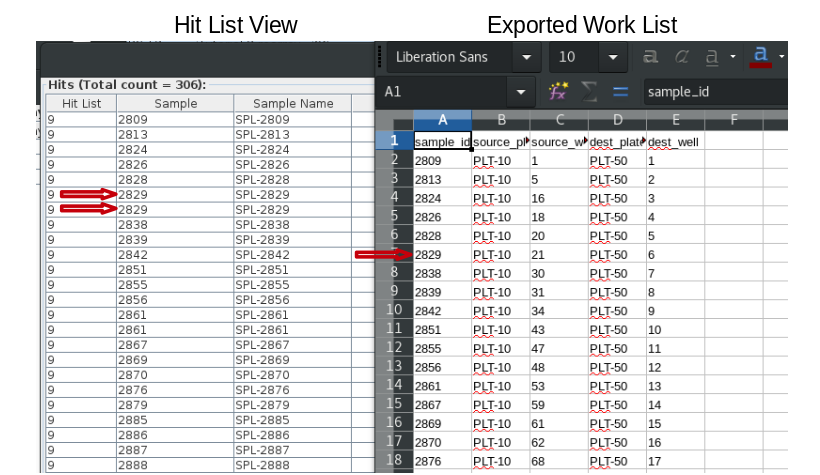 Hit List View
Exported Work List
Hits (Total count = 306):
Hit List Sample Sample Name
9 2809 SPL-2809
9 2813 SPL-2813
9 2824 SPL-2824
9 2826 SPL-2826
9 2828 SPL-2828
9 2829 SPL-2829
9 2829 SPL-2829
9 2838 SPL-2838
9 2839 SPL-2839
9 2842 SPL-2842
9 2851 SPL-2851
9 2855 SPL-2855
9 2856 SPL-2856
9 2861 SPL-2861
9 2861 SPL-2861
9 2867 SPL-2867
9 2869 SPL-2869
9 2870 SPL-2870
9 2876 SPL-2876
9 2879 SPL-2879
9 2885 SPL-2885
9 2886 SPL-2886
9 2887 SPL-2887
9 2888 SPL-2888
Liberation Sans 10 a a a a
A1 fx Σ = sample_id
A B C D E F
1 sample_id source_pl source_w dest_plate dest_well
2 2809 PLT-10 1 PLT-50 1
3 2813 PLT-10 5 PLT-50 2
4 2824 PLT-10 16 PLT-50 3
5 2826 PLT-10 18 PLT-50 4
6 2828 PLT-10 20 PLT-50 5
2829 PLT-10 21 PLT-50 6
8 2838 PLT-10 30 PLT-50 7
9 2839 PLT-10 31 PLT-50 8
10 2842 PLT-10 34 PLT-50 9
11 2851 PLT-10 43 PLT-50 10
12 2855 PLT-10 47 PLT-50 11
13 2856 PLT-10 48 PLT-50 12
14 2861 PLT-10 53 PLT-50 13
15 2867 PLT-10 59 PLT-50 14
16 2869 PLT-10 61 PLT-50 15
17 2870 PLT-10 62 PLT-50 16
18 2876 PLT-10 68 PLT-50 17